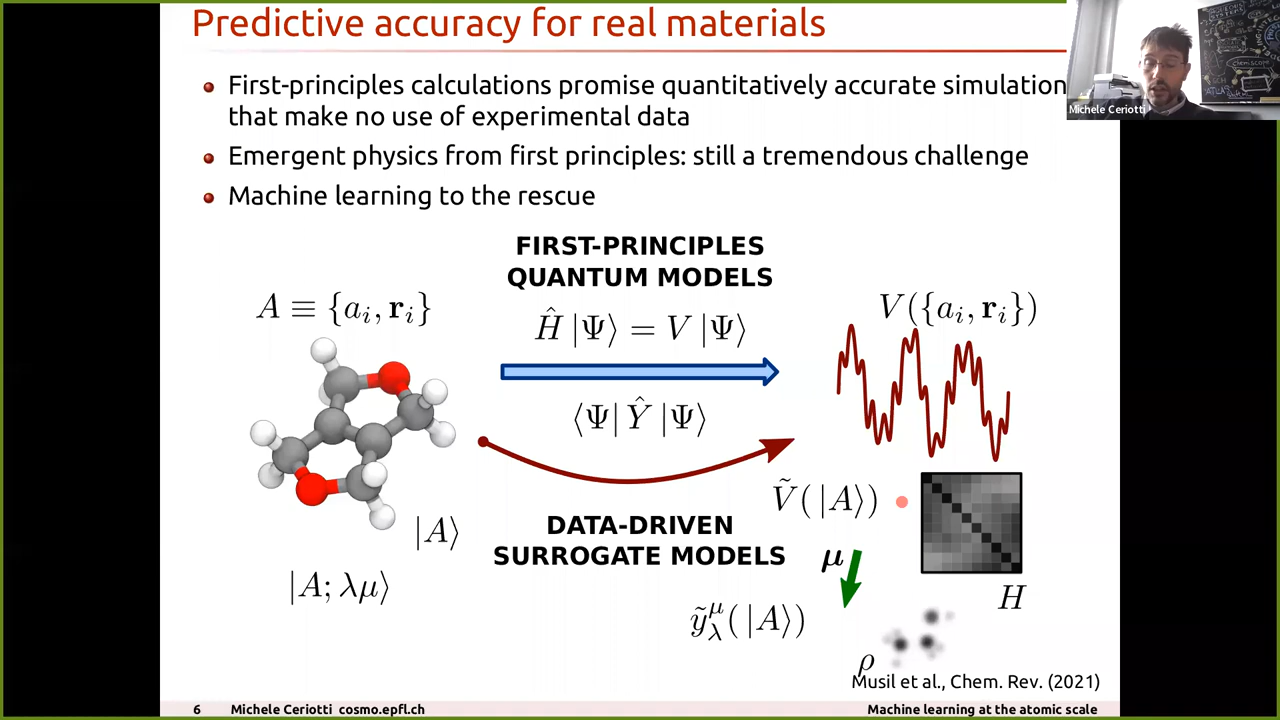 Predictive accuracy for real materials
First-principles calculations promise quantitatively accurate simulation
that make no use of experimental data
Emergent physics from first principles: still a tremendous challenge
Machine learning to the rescue
Michele Ceriotti
FIRST-PRINCIPLES
QUANTUM MODELS
A ≡ {a_i, r_i}
Ĥ |Ψ⟩ = V |Ψ⟩
V({a_i, r_i})
⟨Ψ| Ŷ |Ψ⟩
Ṽ(|A⟩)
|A⟩
DATA-DRIVEN
SURROGATE MODELS
μ
|A; λμ⟩
H
ỹ_λ^μ(|A⟩)
ρ
Musil et al., Chem. Rev. (2021)
6 Michele Ceriotti cosmo.epfl.ch Machine learning at the atomic scale